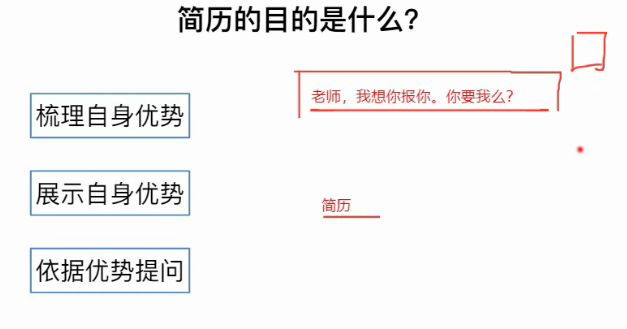 简历的目的是什么?
梳理自身优势
老师，我想你报你。你要我么?
展示自身优势
简历
依据优势提问